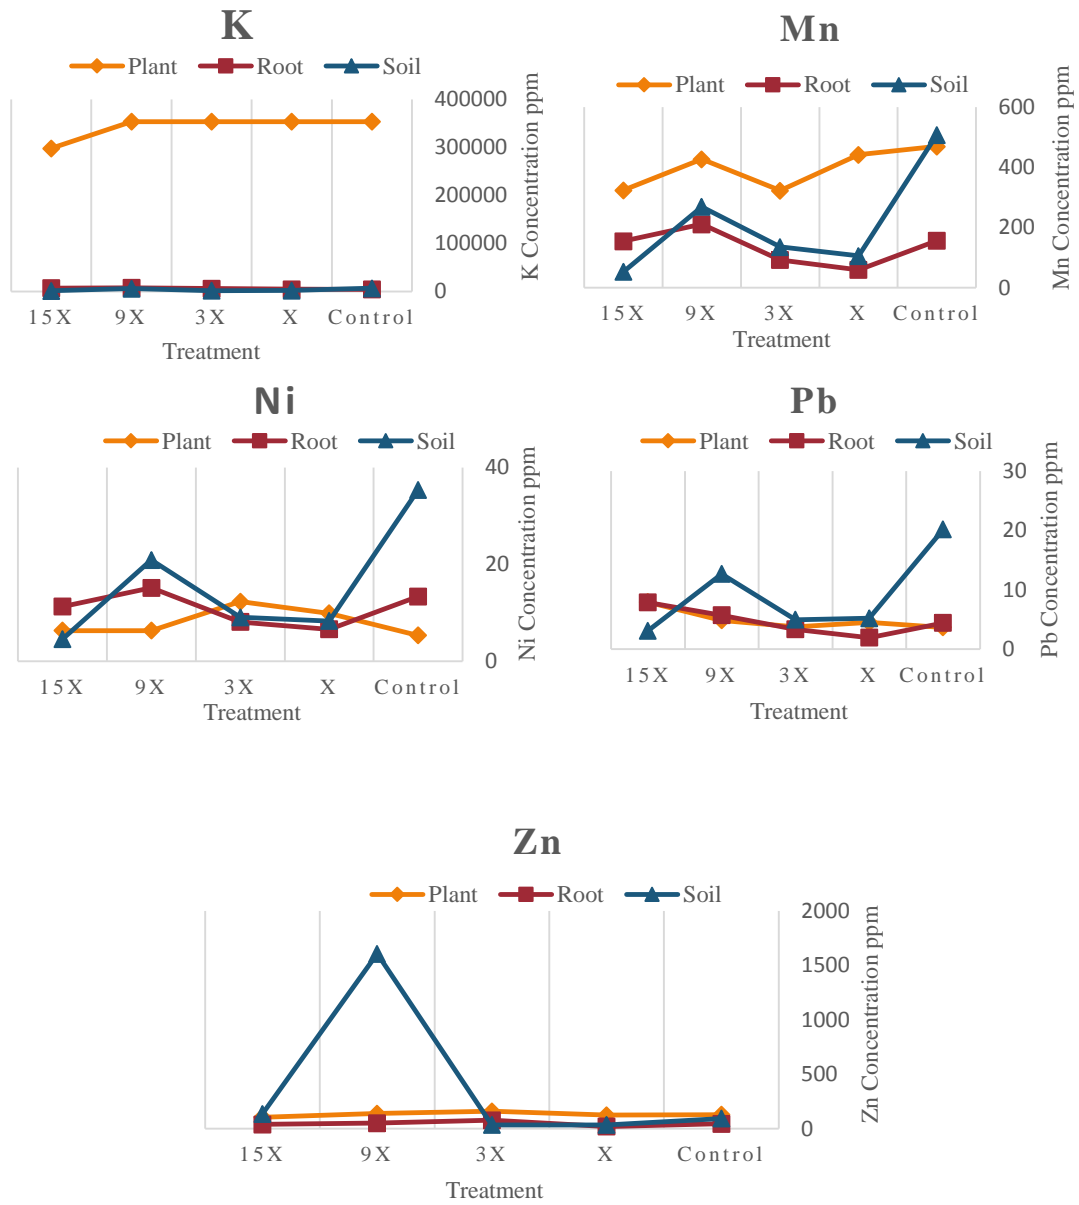 K
Plant Root Soil
400000
300000
200000
100000
0
K Concentration ppm
15X 9X 3X X Control
Treatment
Mn
Plant Root Soil
600
400
200
0
Mn Concentration ppm
15X 9X 3X X Control
Treatment
Ni
Plant Root Soil
40
20
0
Ni Concentration ppm
15X 9X 3X X Control
Treatment
Pb
Plant Root Soil
30
20
10
0
Pb Concentration ppm
15X 9X 3X X Control
Treatment
Zn
Plant Root Soil
2000
1500
1000
500
0
Zn Concentration ppm
15X 9X 3X X Control
Treatment